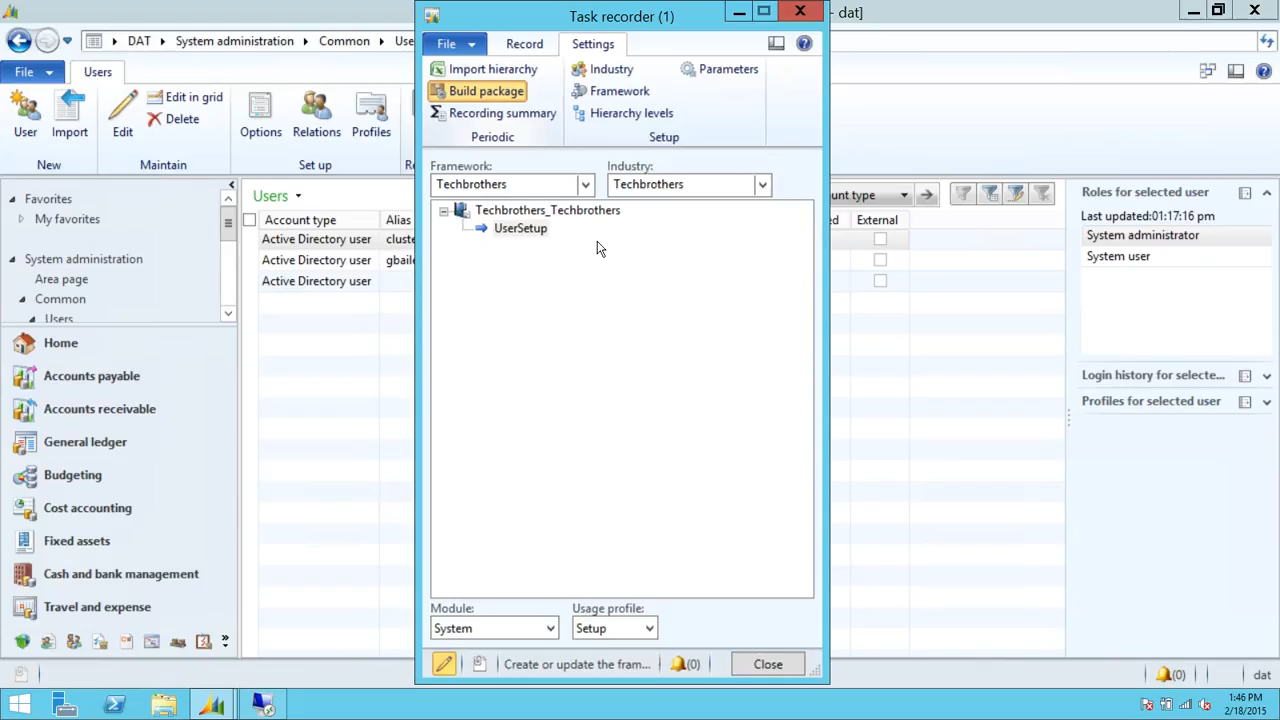 Task recorder (1)
- dat]
DAT
System administration
Common
Use
File
Users
User
Import
New
Edit
Edit in grid
Delete
Maintain
Options
Relations
Profiles
Set up
File
Record
Settings
Import hierarchy
Build package
Recording summary
Periodic
Industry
Framework
Hierarchy levels
Parameters
Setup
Framework:
Techbrothers
Industry:
Techbrothers
Techbrothers_Techbrothers
UserSetup
Module:
System
Usage profile:
Setup
Create or update the fram...
(0)
Close
Favorites
My favorites
System administration
Area page
Common
Users
Home
Accounts payable
Accounts receivable
General ledger
Budgeting
Cost accounting
Fixed assets
Cash and bank management
Travel and expense
Users
Account type
Alias
Active Directory user
cluste
Active Directory user
gbaile
Active Directory user
unt type
External
Roles for selected user
Last updated:01:17:16 pm
System administrator
System user
Login history for selecte...
Profiles for selected user
(0)
dat
1:46 PM
2/18/2015